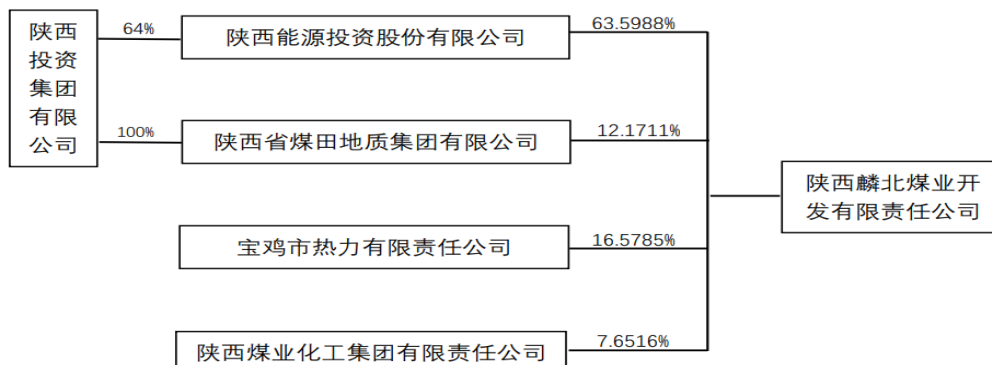 陕西
投资
集团
有限
公司
64%
陕西能源投资股份有限公司
63.5988%
100%
陕西省煤田地质集团有限公司
12.1711%
陕西麟北煤业开
发有限责任公司
宝鸡市热力有限责任公司
16.5785%
陕西煤业化工集团有限责任公司
7.6516%